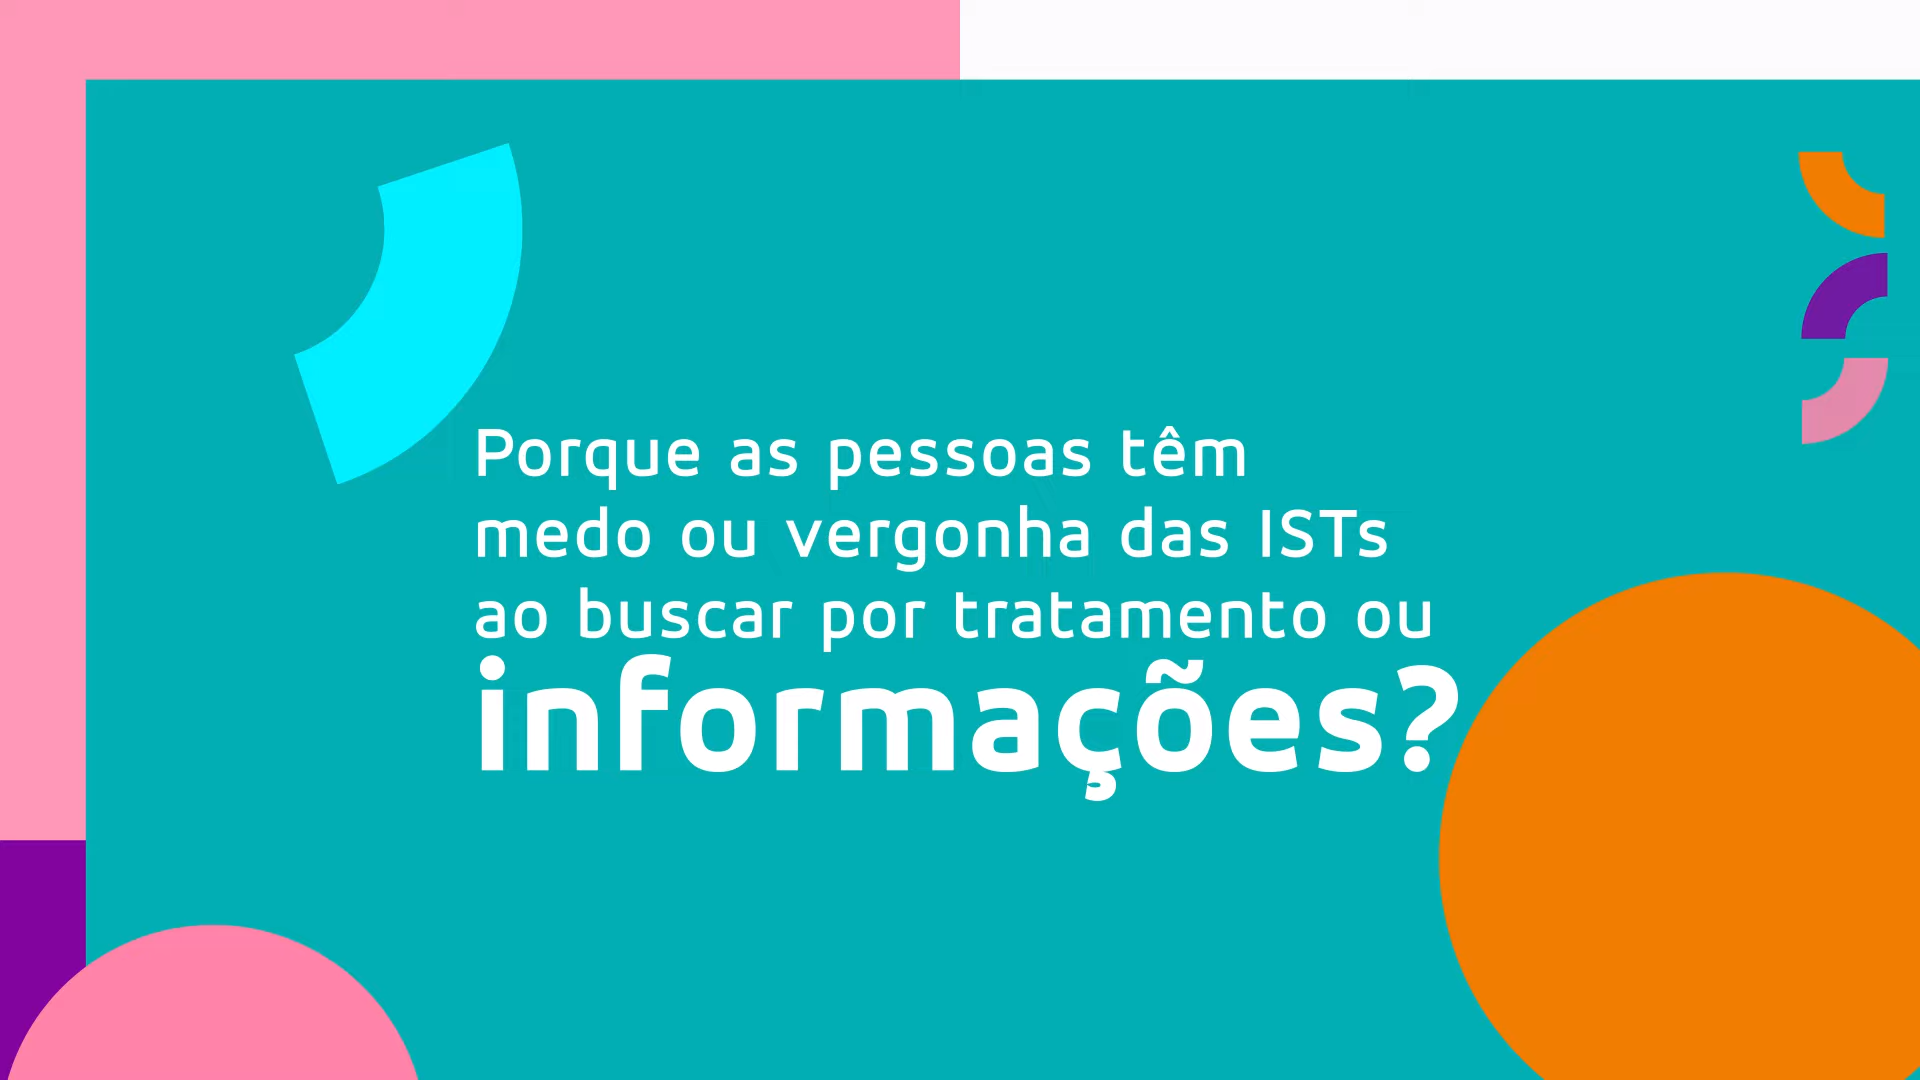 Porque as pessoas têm
medo ou vergonha das ISTs
ao buscar por tratamento ou
informações?